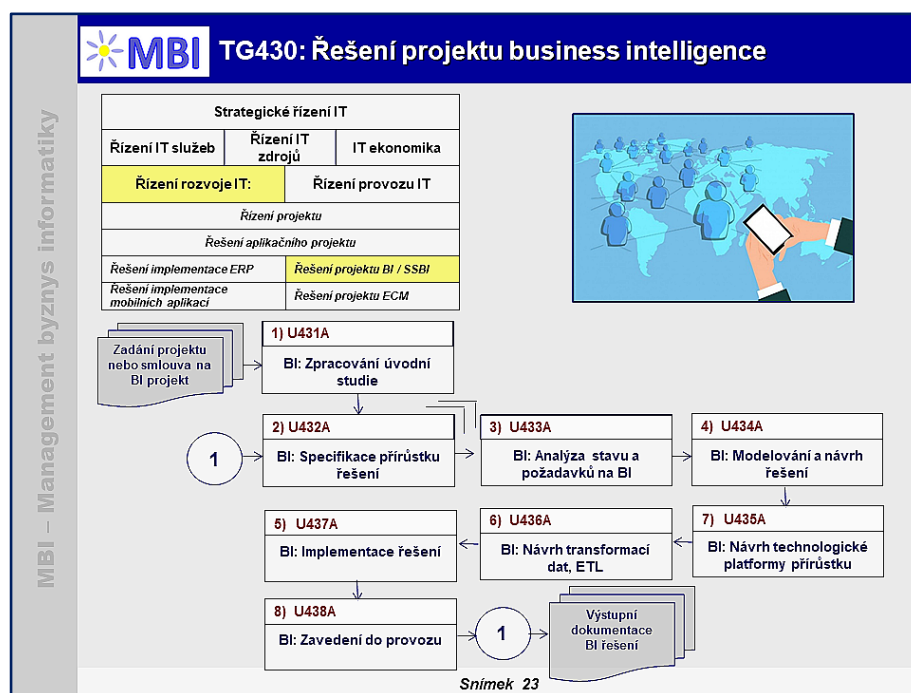 MBI
TG430: Řešení projektu business intelligence
MBI – Management byznys informatiky
Strategické řízení IT
Řízení IT služeb
Řízení IT
zdrojů
IT ekonomika
Řízení rozvoje IT:
Řízení provozu IT
Řízení projektu
Řešení aplikačního projektu
Řešení implementace ERP
Řešení projektu BI / SSBI
Řešení implementace
mobilních aplikací
Řešení projektu ECM
Zadání projektu
nebo smlouva na
BI projekt
1) U431A
BI: Zpracování úvodní
studie
1
2) U432A
BI: Specifikace přírůstku
řešení
3) U433A
BI: Analýza stavu a
požadavků na BI
4) U434A
BI: Modelování a návrh
řešení
5) U437A
BI: Implementace řešení
6) U436A
BI: Návrh transformací
dat, ETL
7) U435A
BI: Návrh technologické
platformy přírůstku
8) U438A
BI: Zavedení do provozu
1
Výstupní
dokumentace
BI řešení
Snímek 23